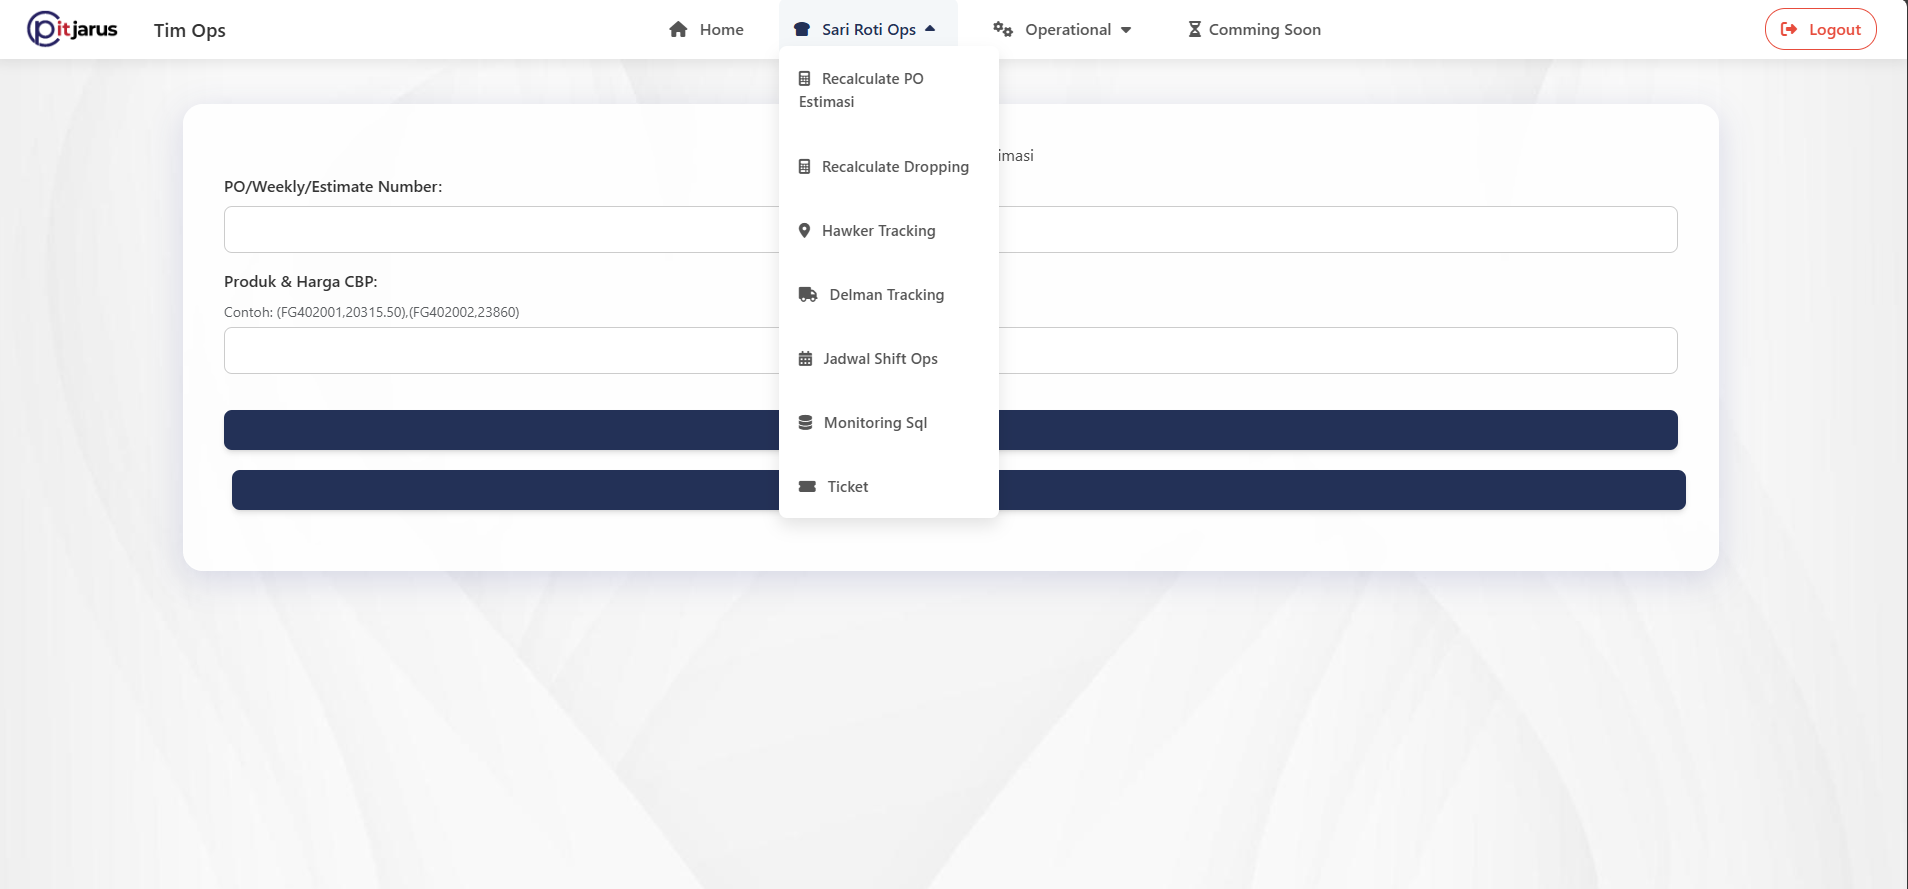 pitjarus
Tim Ops
Home
Sari Roti Ops
Operational
Comming Soon
Logout
Recalculate PO
Estimasi
Recalculate Dropping
Hawker Tracking
Delman Tracking
Jadwal Shift Ops
Monitoring Sql
Ticket
imasi
PO/Weekly/Estimate Number:
Produk & Harga CBP:
Contoh: (FG402001,20315.50),(FG402002,23860)